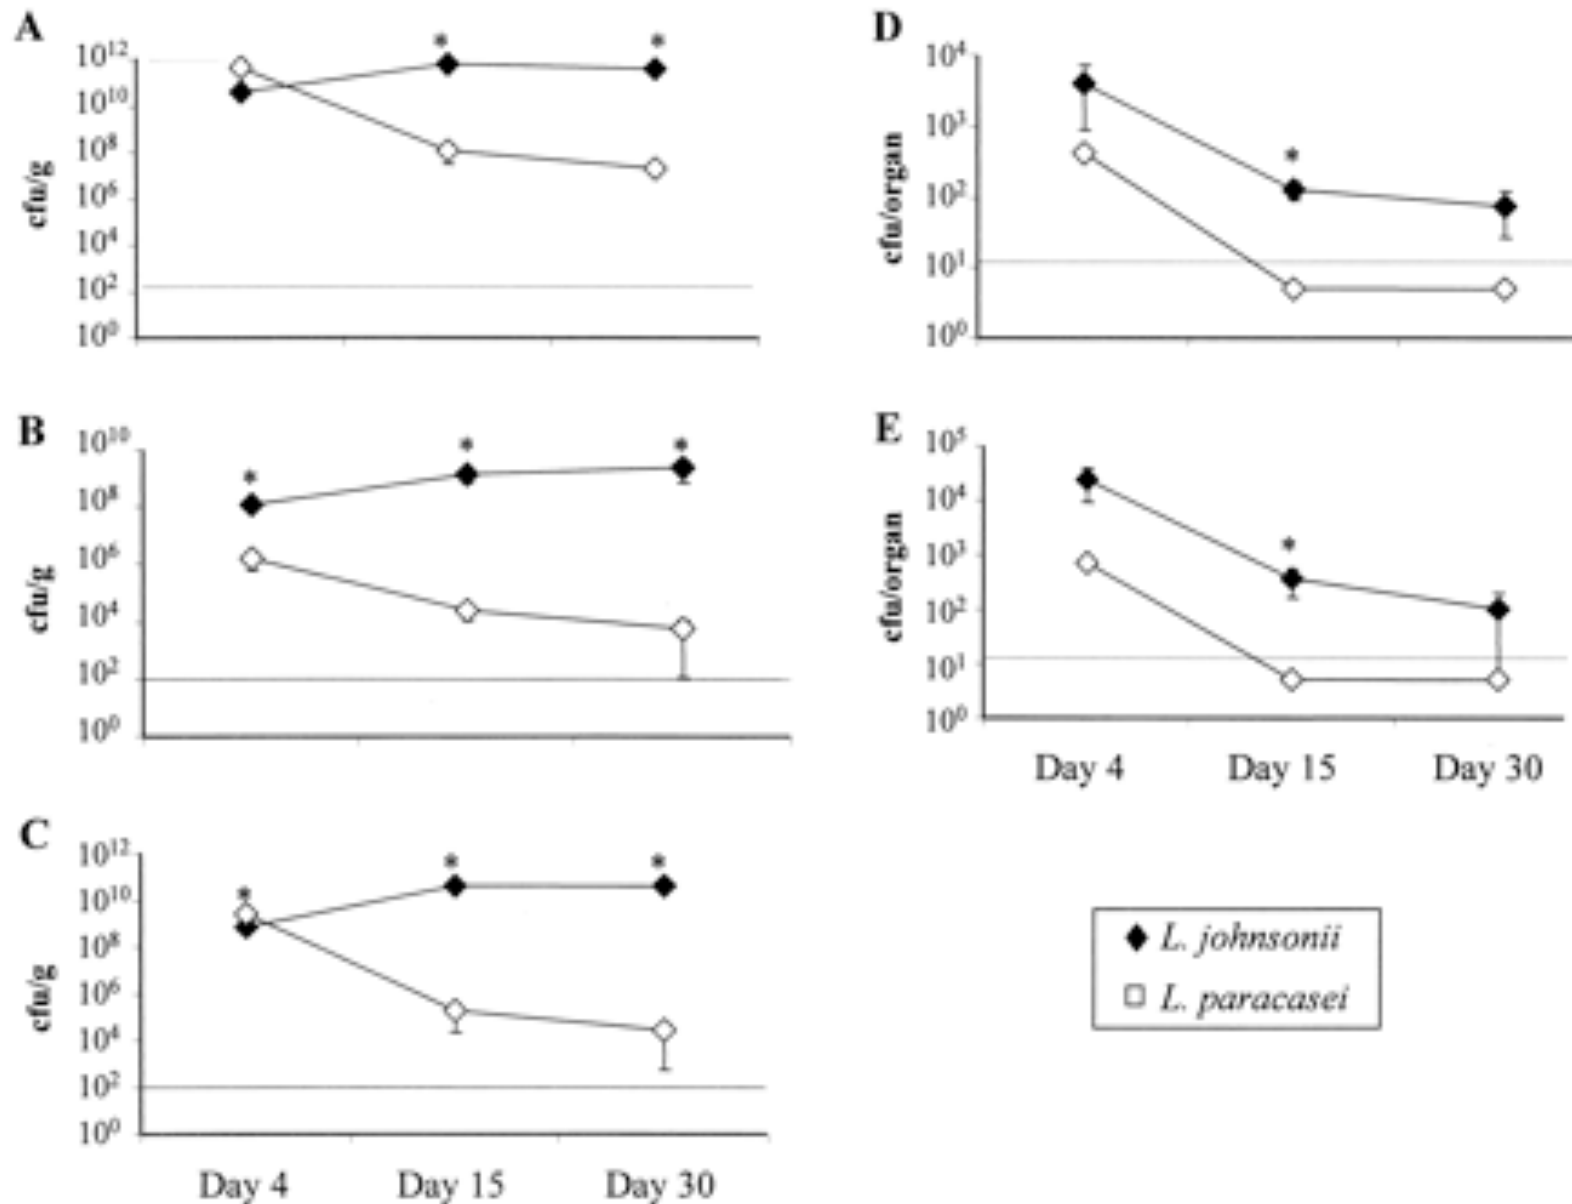 A
10¹²
10¹⁰
10⁸
10⁶
10⁴
10²
10⁰
cfu/g
* *
B
10¹⁰
10⁸
10⁶
10⁴
10²
10⁰
cfu/g
* * *
C
10¹²
10¹⁰
10⁸
10⁶
10⁴
10²
10⁰
cfu/g
* * *
Day 4 Day 15 Day 30
D
10⁴
10³
10²
10¹
10⁰
cfu/organ
*
E
10⁵
10⁴
10³
10²
10¹
10⁰
cfu/organ
*
Day 4 Day 15 Day 30
L. johnsonii
L. paracasei